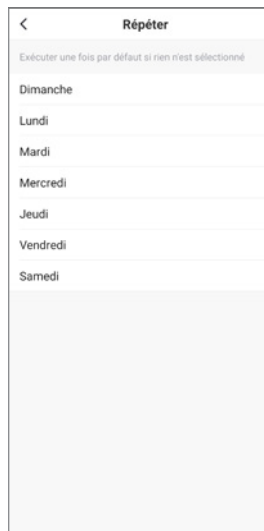 Répéter
Exécuter une fois par défaut si rien n'est sélectionné
Dimanche
Lundi
Mardi
Mercredi
Jeudi
Vendredi
Samedi